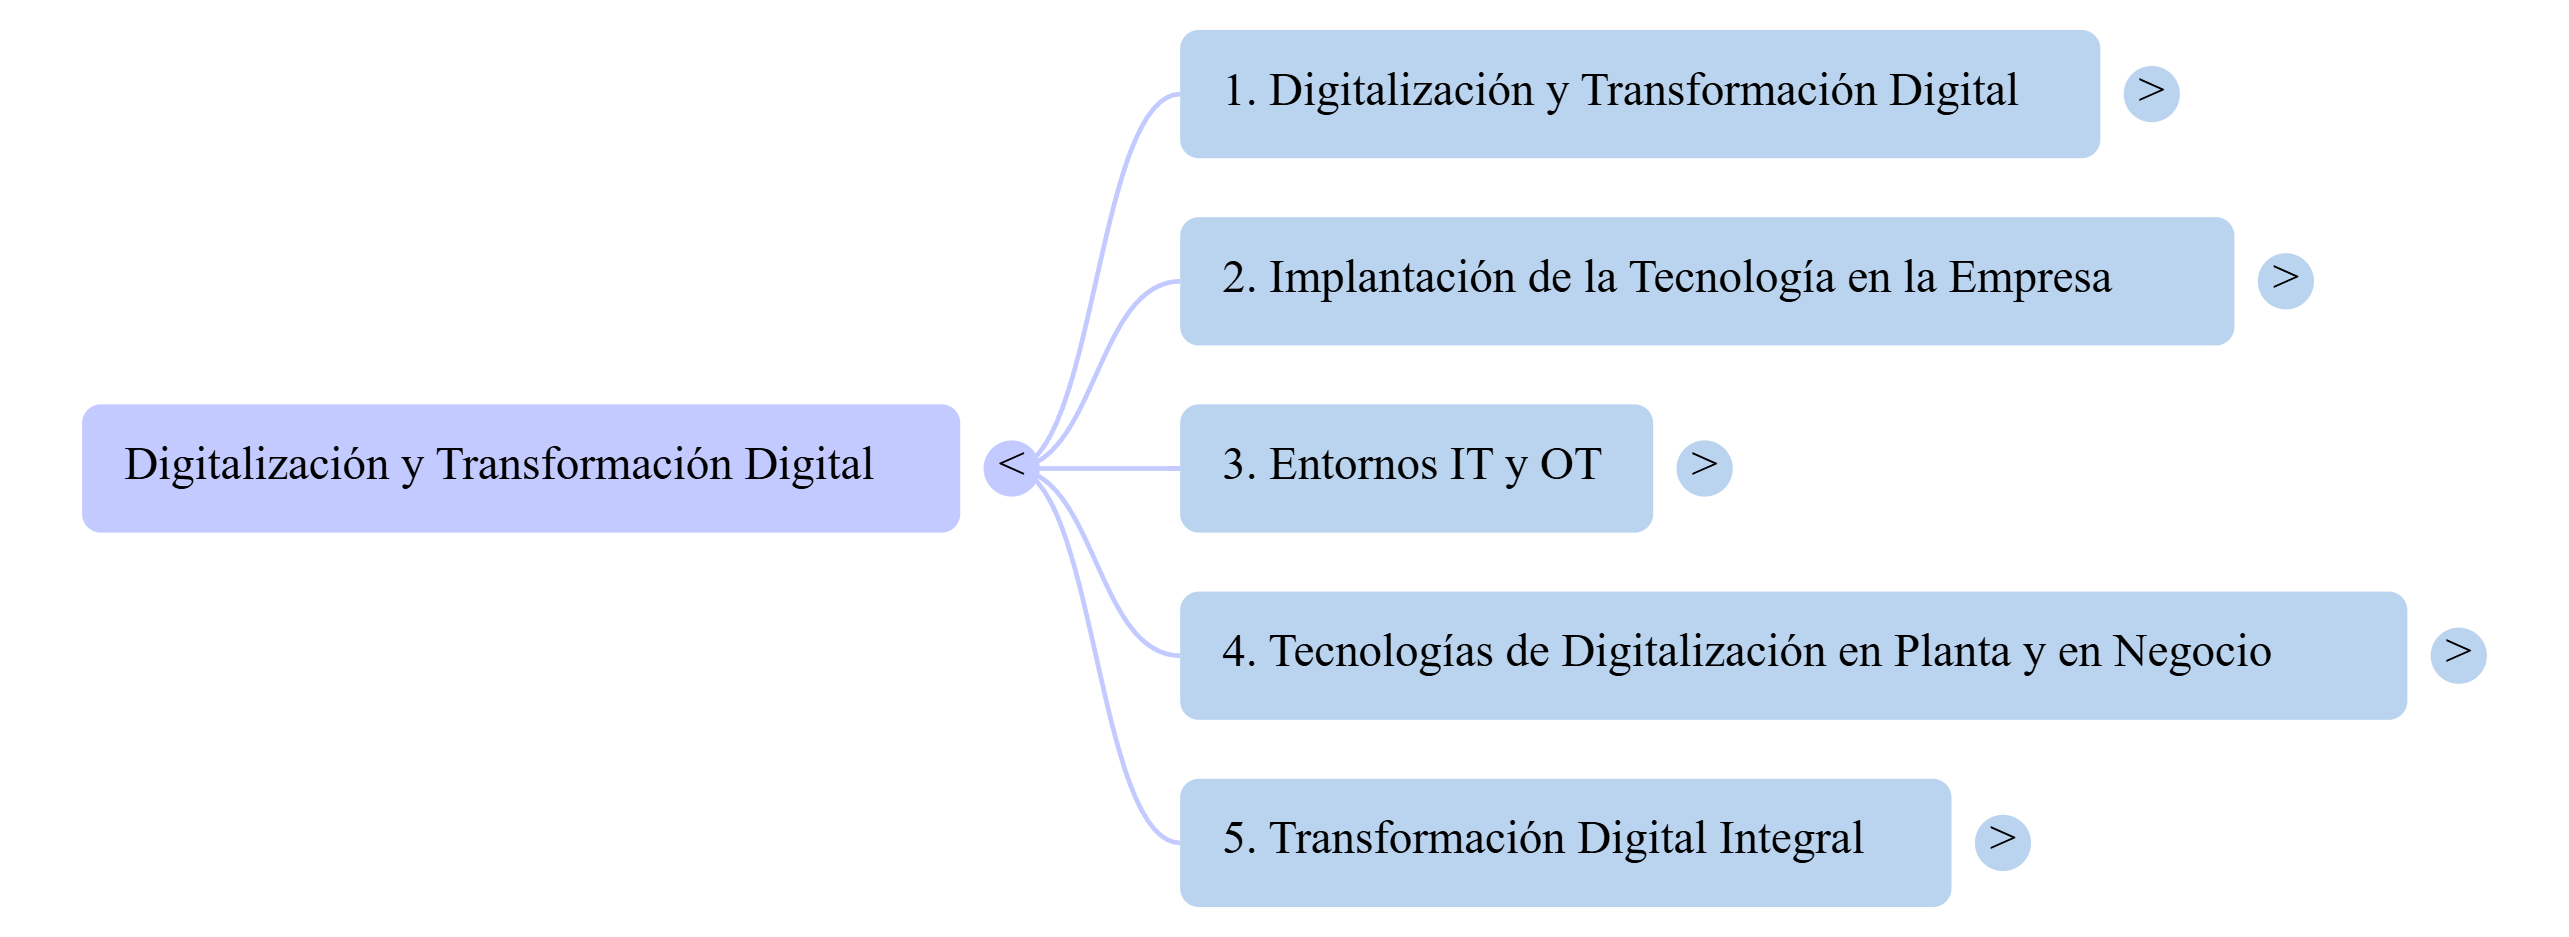 1. Digitalización y Transformación Digital
>
2. Implantación de la Tecnología en la Empresa
>
Digitalización y Transformación Digital
<
3. Entornos IT y OT
>
4. Tecnologías de Digitalización en Planta y en Negocio
>
5. Transformación Digital Integral
>